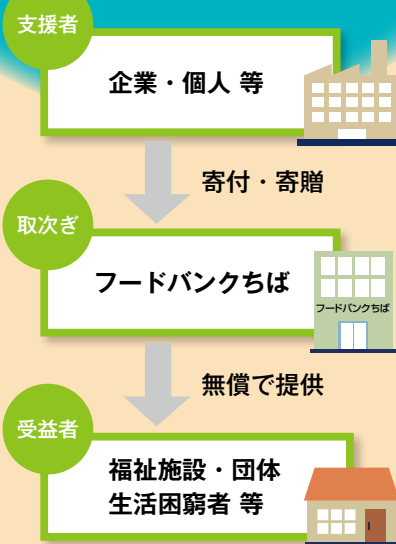 支援者
企業・個人 等
寄付・寄贈
取次ぎ
フードバンクちば
フードバンクちば
無償で提供
受益者
福祉施設・団体
生活困窮者 等